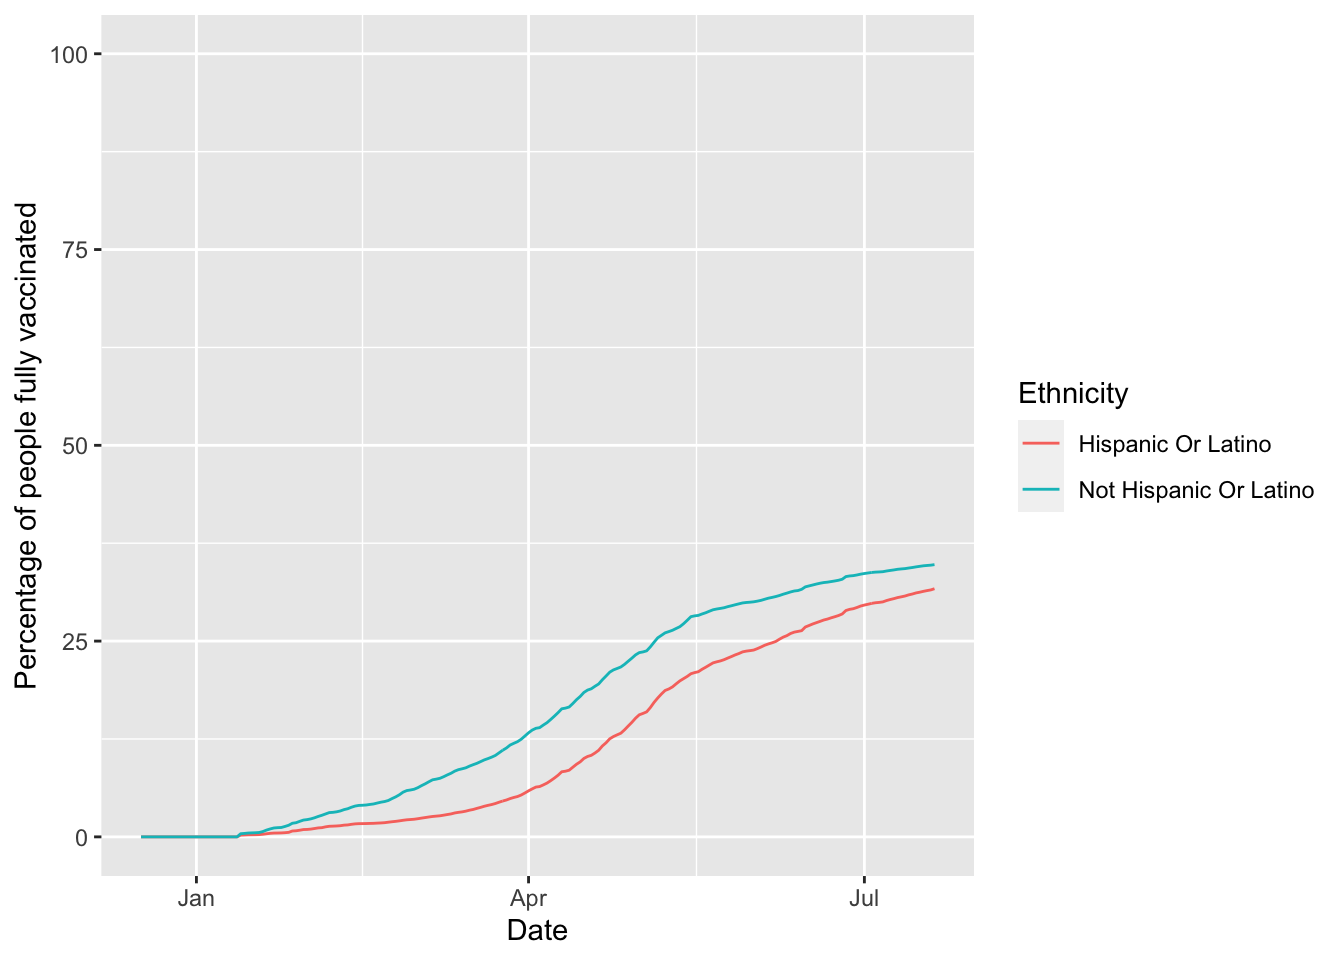 Percentage of people fully vaccinated
100
75
50
25
0
Jan
Apr
Jul
Date
Ethnicity
Hispanic Or Latino
Not Hispanic Or Latino